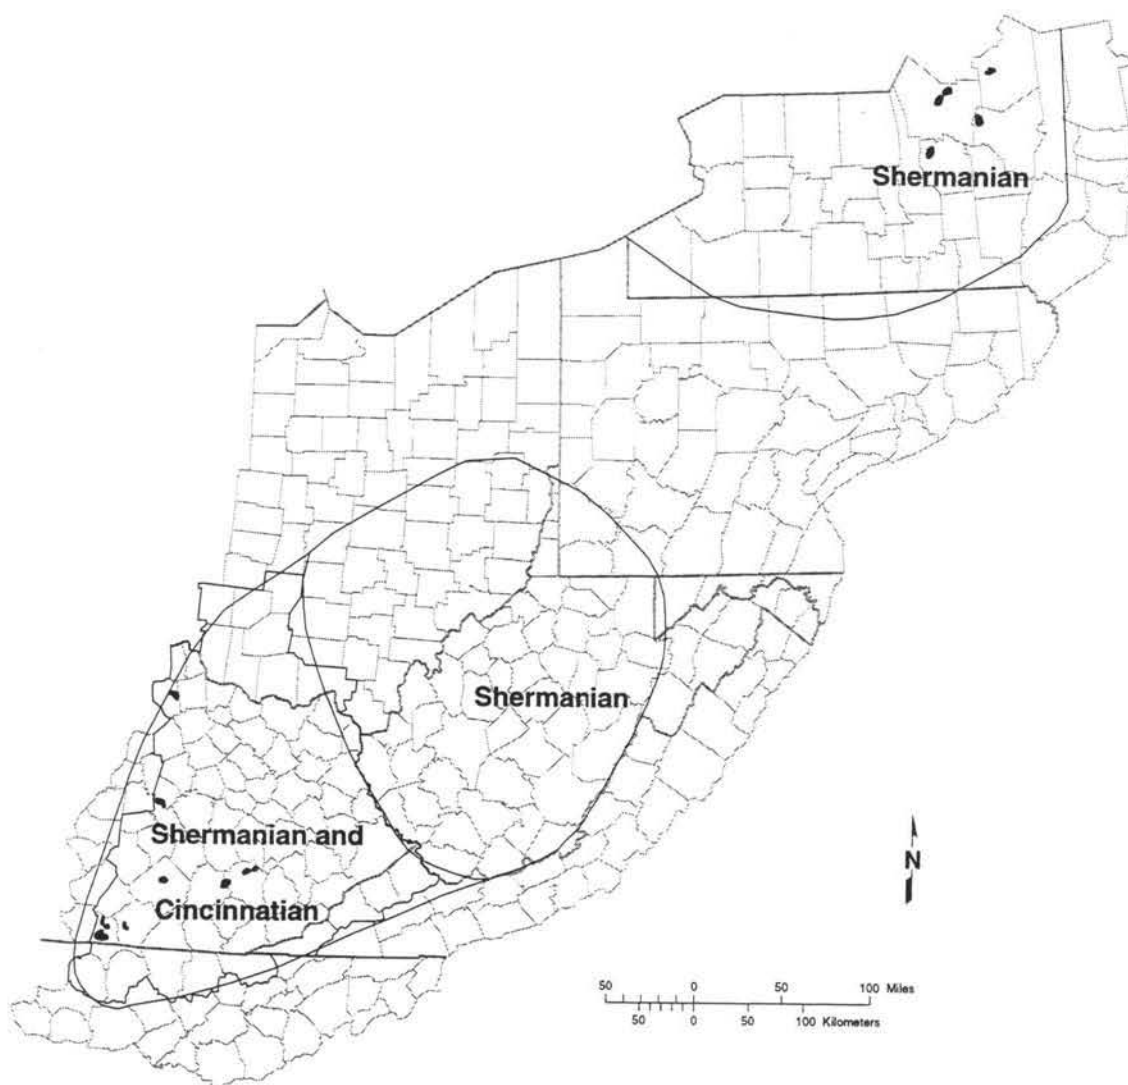 Shermanian
Shermanian
Shermanian and
Cincinnatian
N
50 0 50 100 Miles
50 0 50 100 Kilometers